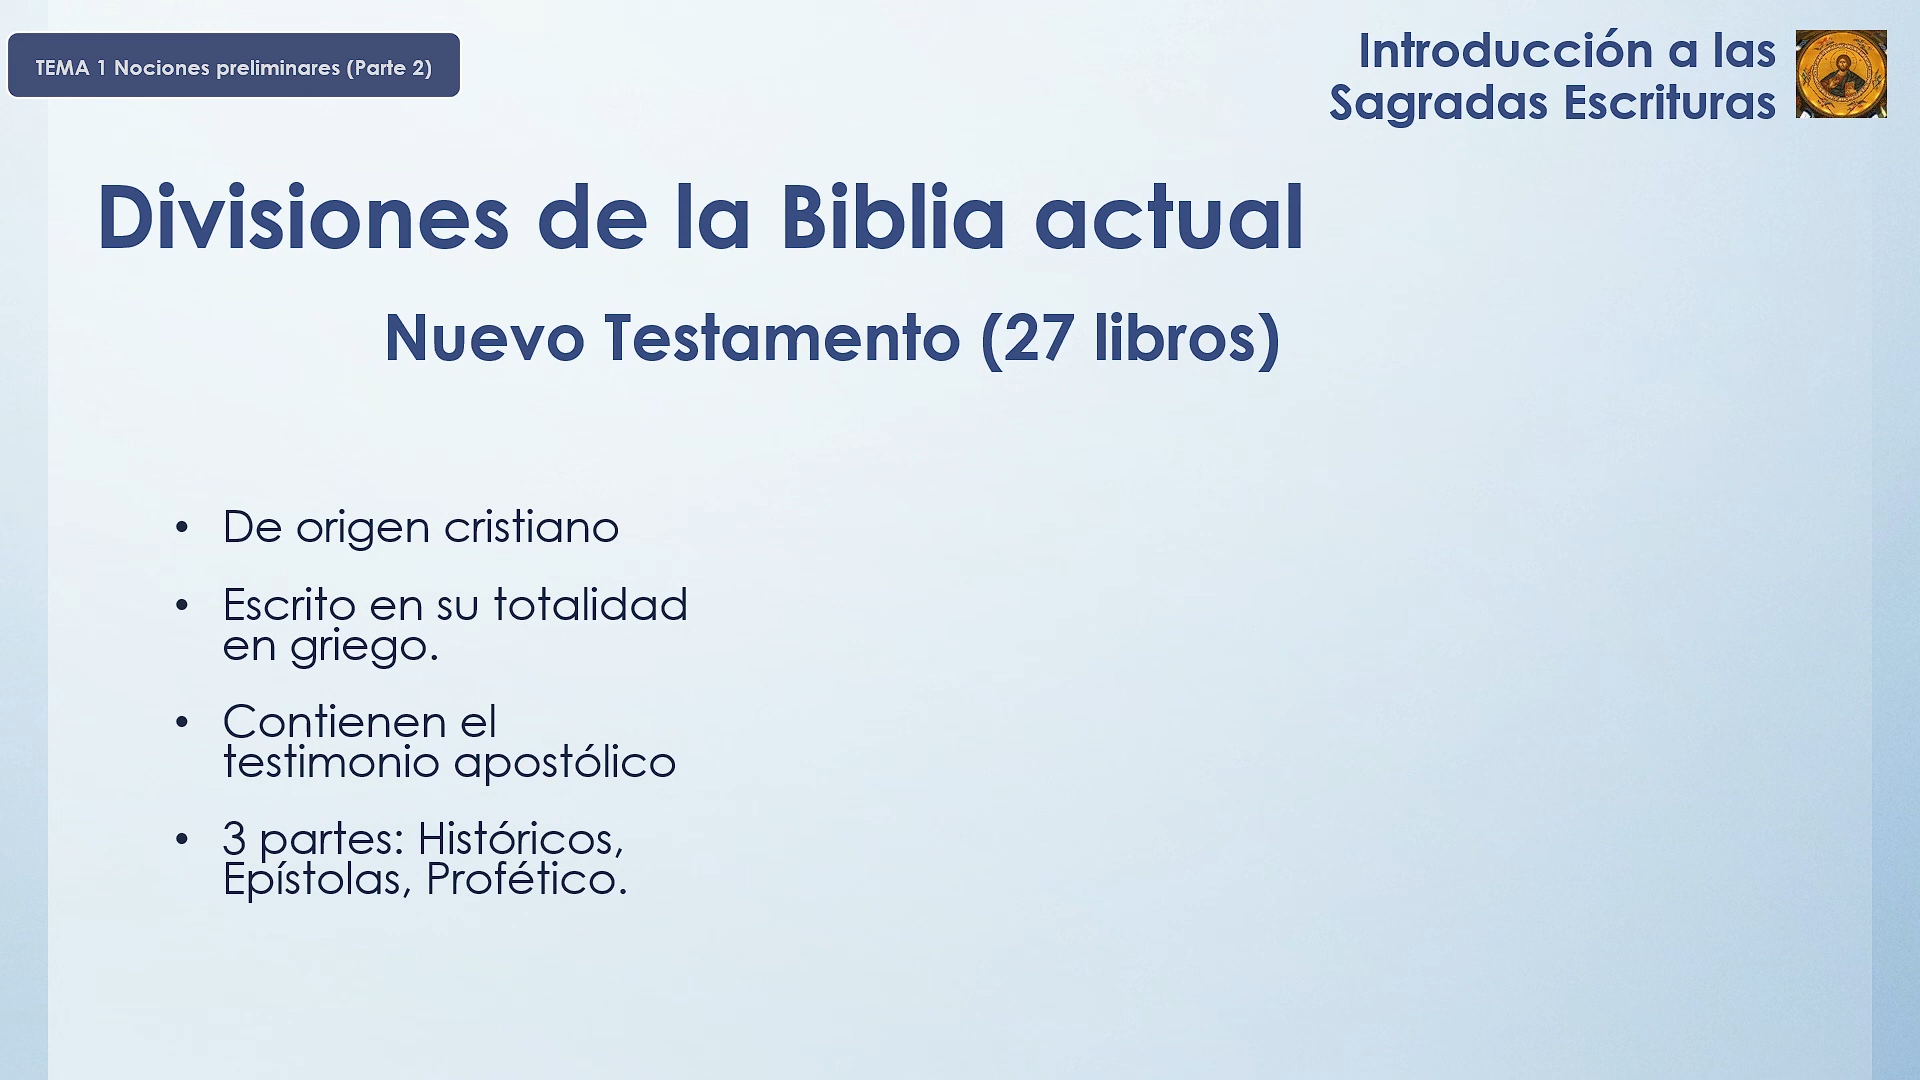 TEMA 1 Nociones preliminares (Parte 2)
Introducción a las
Sagradas Escrituras
Divisiones de la Biblia actual
Nuevo Testamento (27 libros)
• De origen cristiano
• Escrito en su totalidad
en griego.
• Contienen el
testimonio apostólico
• 3 partes: Históricos,
Epístolas, Profético.